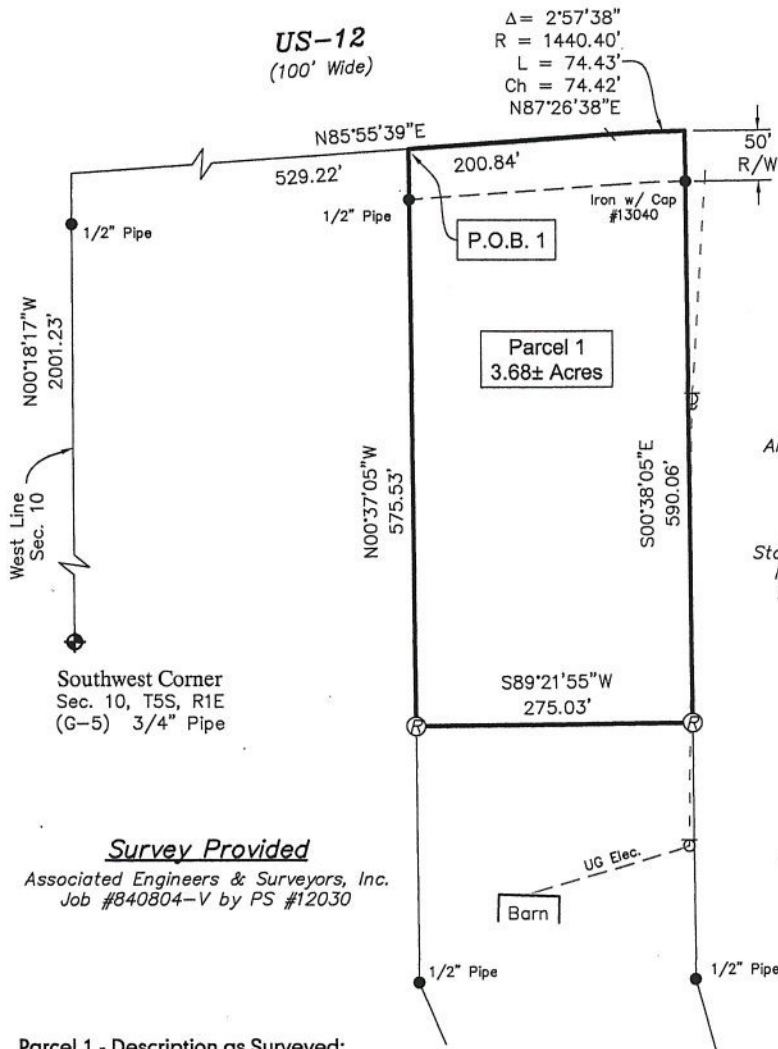 US-12
(100' Wide)
Δ = 2°57'38"
R = 1440.40'
L = 74.43'
Ch = 74.42'
N87°26'38"E
N85°55'39"E
529.22'
200.84'
50'
R/W
1/2" Pipe
1/2" Pipe
Iron w/ Cap
#13040
P.O.B. 1
Parcel 1
3.68± Acres
N00°18'17"W
2001.23'
West Line
Sec. 10
N00°37'05"W
575.53'
S00°38'05"E
590.06'
Southwest Corner
Sec. 10, T5S, R1E
(G-5) 3/4" Pipe
S89°21'55"W
275.03'
R
R
Survey Provided
Associated Engineers & Surveyors, Inc.
Job #840804-V by PS #12030
UG Elec.
Barn
1/2" Pipe
1/2" Pipe
Parcel 1 - Description as Surveyed: